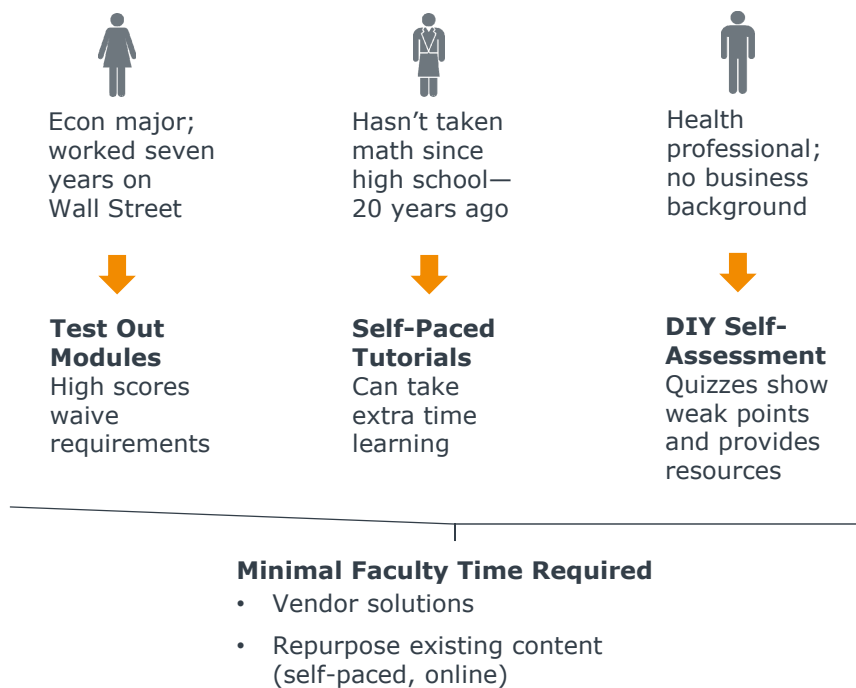 Econ major;
worked seven
years on
Wall Street
Hasn’t taken
math since
high school—
20 years ago
Health
professional;
no business
background
Test Out
Modules
High scores
waive
requirements
Self-Paced
Tutorials
Can take
extra time
learning
DIY Self-
Assessment
Quizzes show
weak points
and provides
resources
Minimal Faculty Time Required
• Vendor solutions
• Repurpose existing content
(self-paced, online)